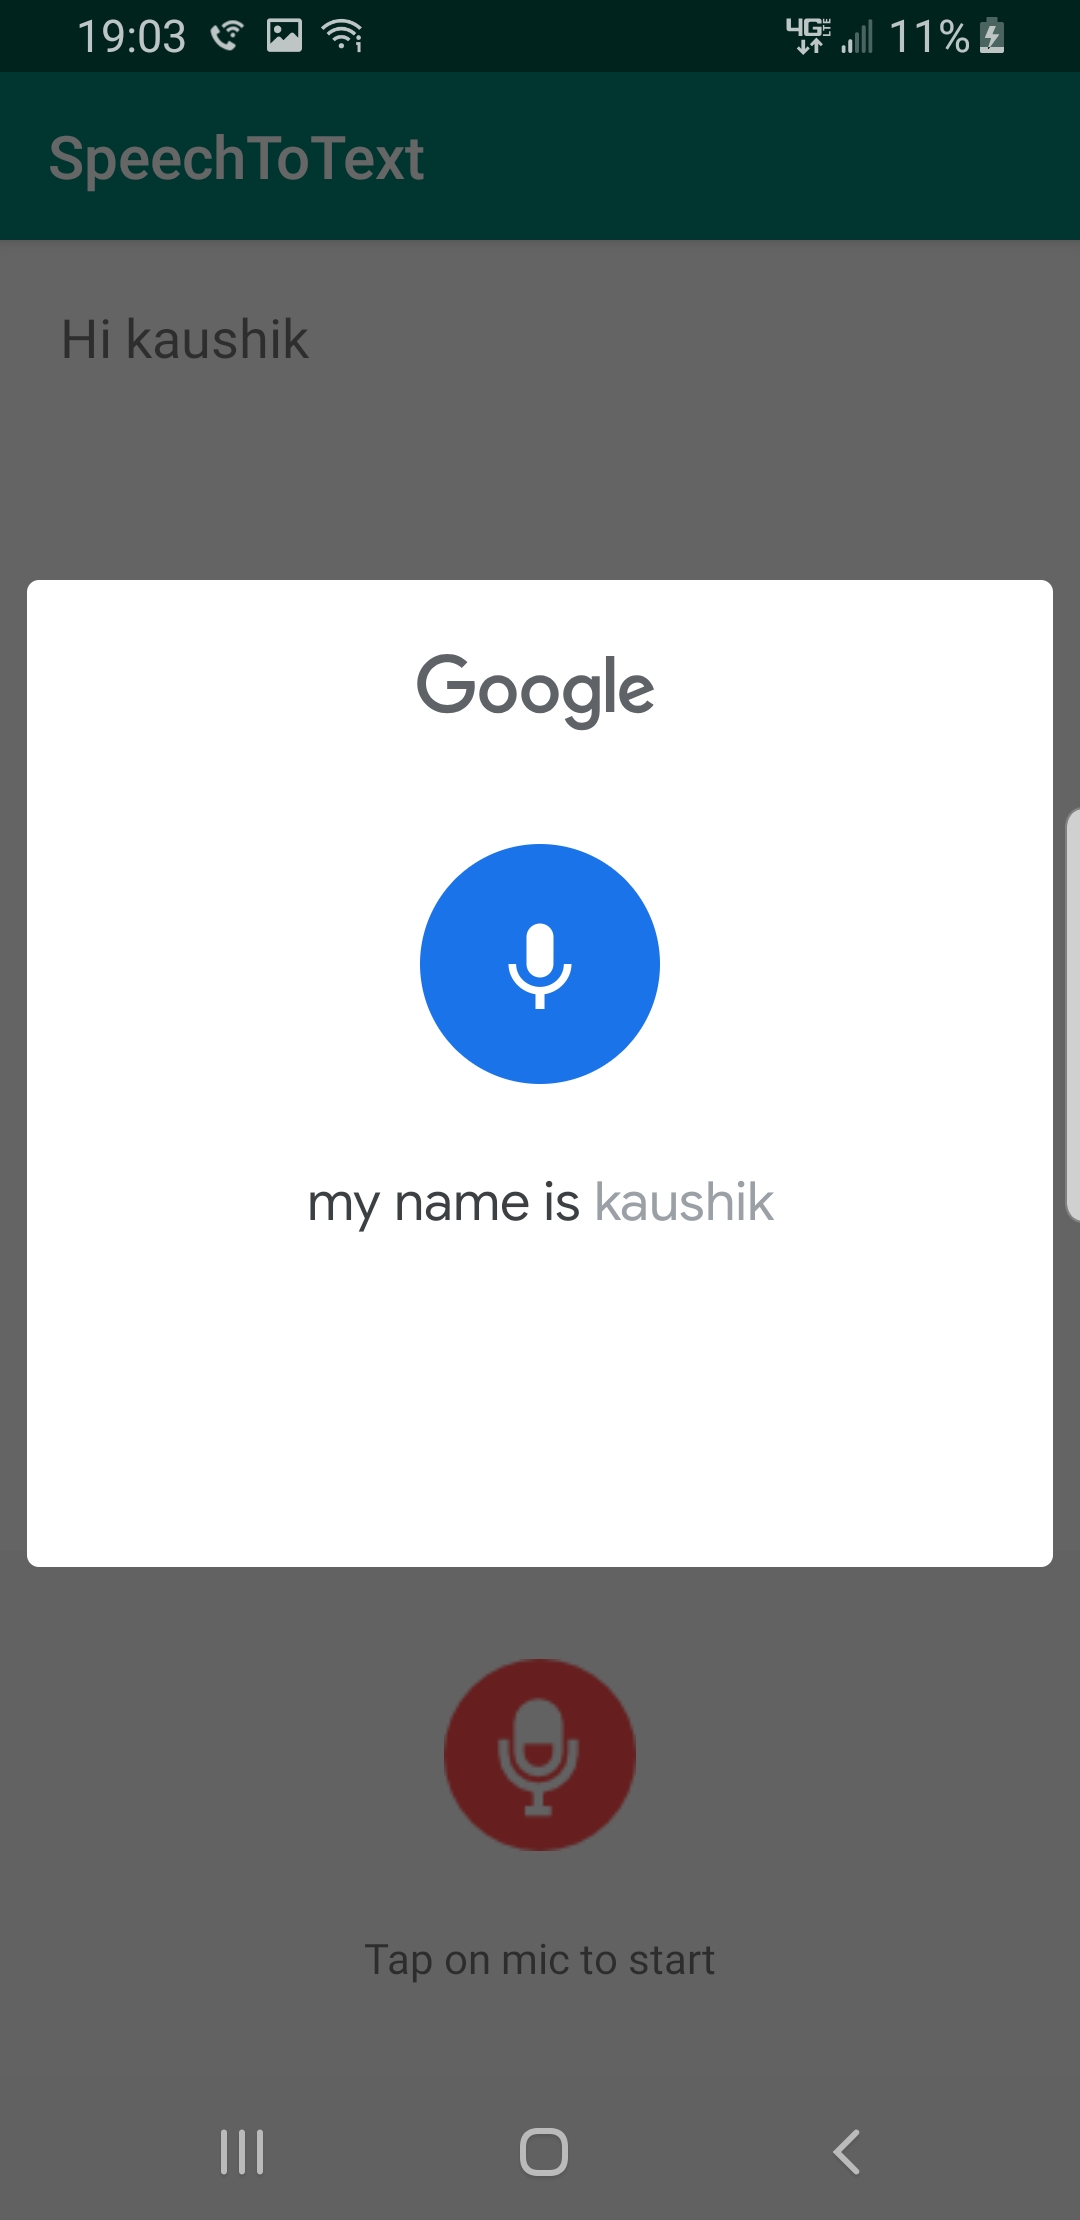 19:03 4G LTE 11%
SpeechToText
Hi kaushik
Google
my name is kaushik
Tap on mic to start